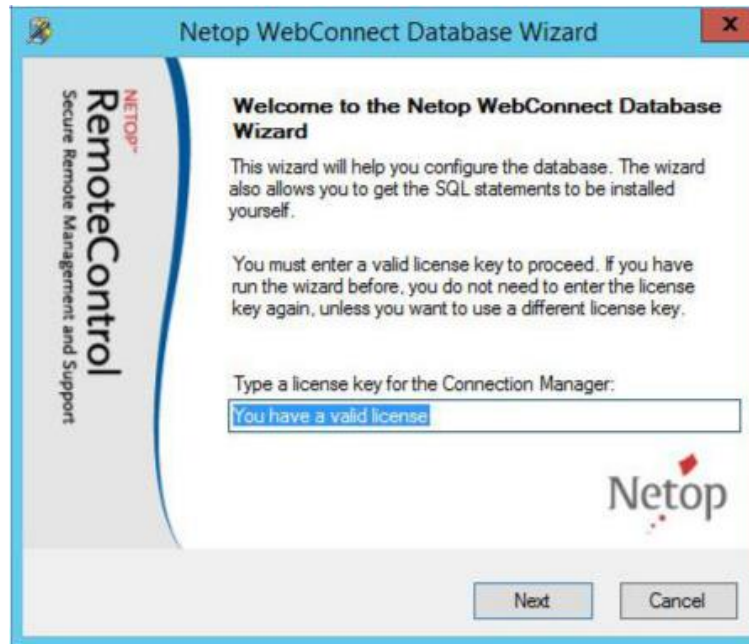 Netop WebConnect Database Wizard
x
NETOP™
RemoteControl
Secure Remote Management and Support
Welcome to the Netop WebConnect Database
Wizard
This wizard will help you configure the database. The wizard
also allows you to get the SQL statements to be installed
yourself.
You must enter a valid license key to proceed. If you have
run the wizard before, you do not need to enter the license
key again, unless you want to use a different license key.
Type a license key for the Connection Manager:
You have a valid license
Netop
Next
Cancel